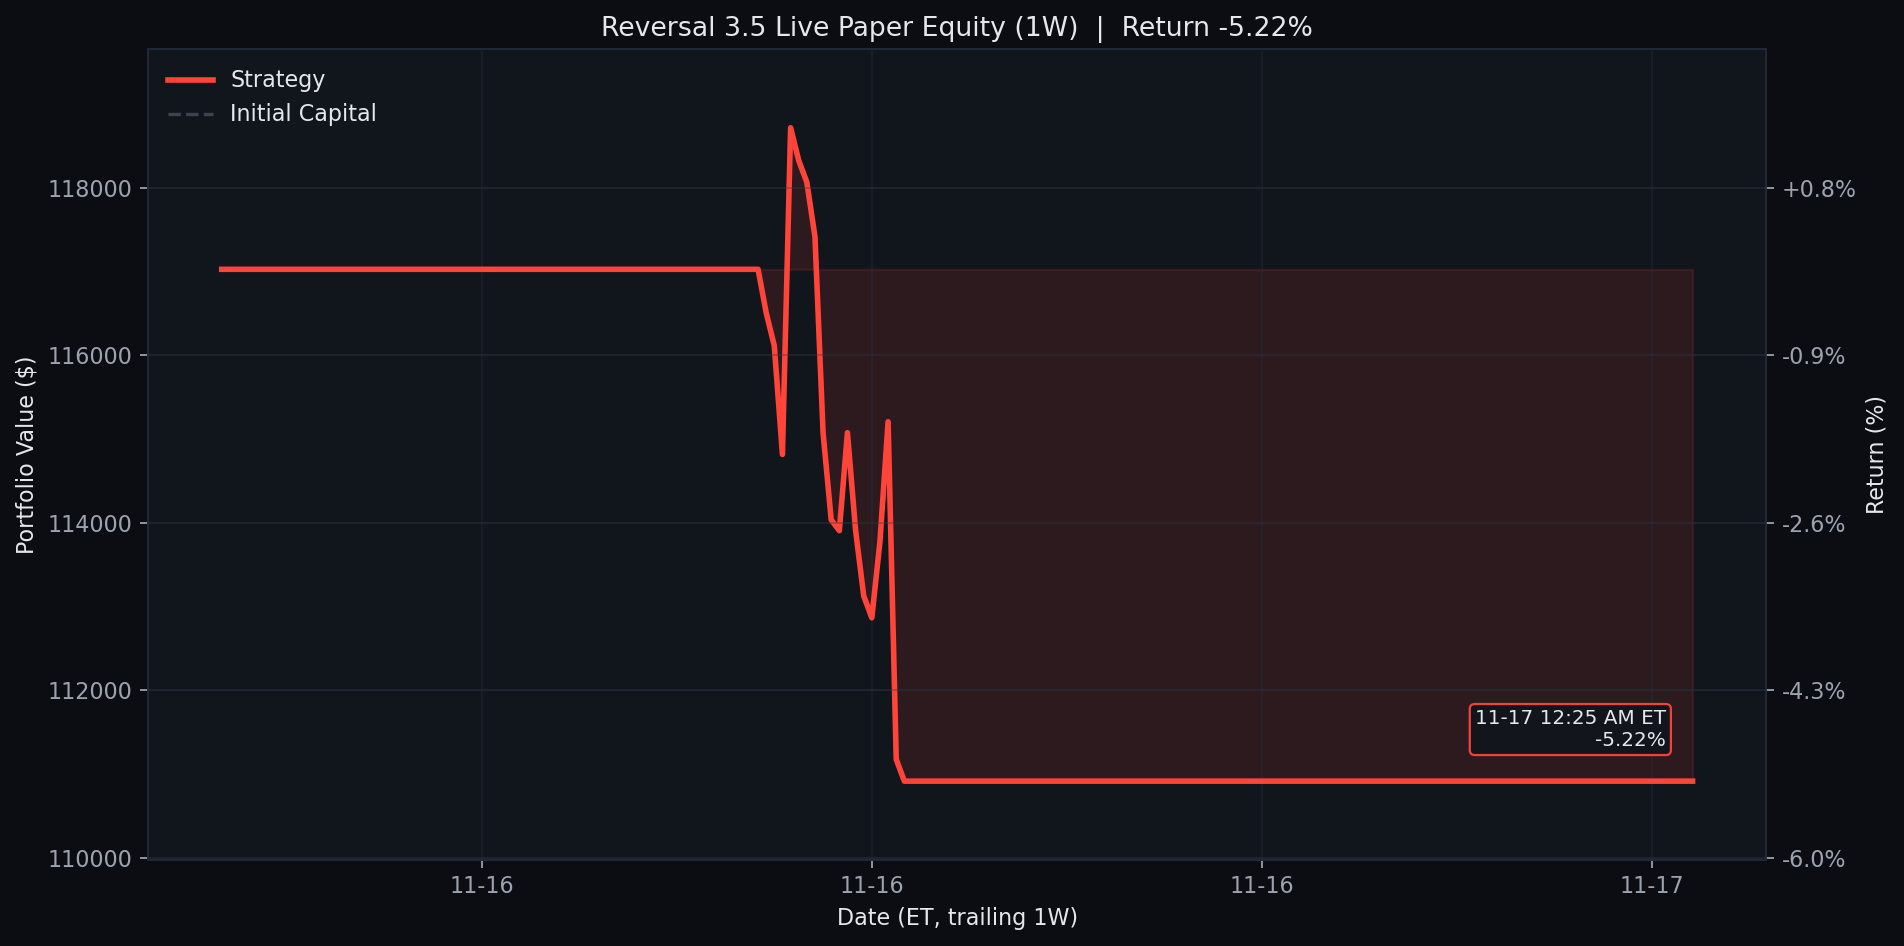 Reversal 3.5 Live Paper Equity (1W)  |  Return -5.22%
Strategy
Initial Capital
118000
116000
114000
112000
110000
Portfolio Value ($)
+0.8%
-0.9%
-2.6%
-4.3%
-6.0%
Return (%)
11-17 12:25 AM ET
-5.22%
11-16
11-16
11-16
11-17
Date (ET, trailing 1W)